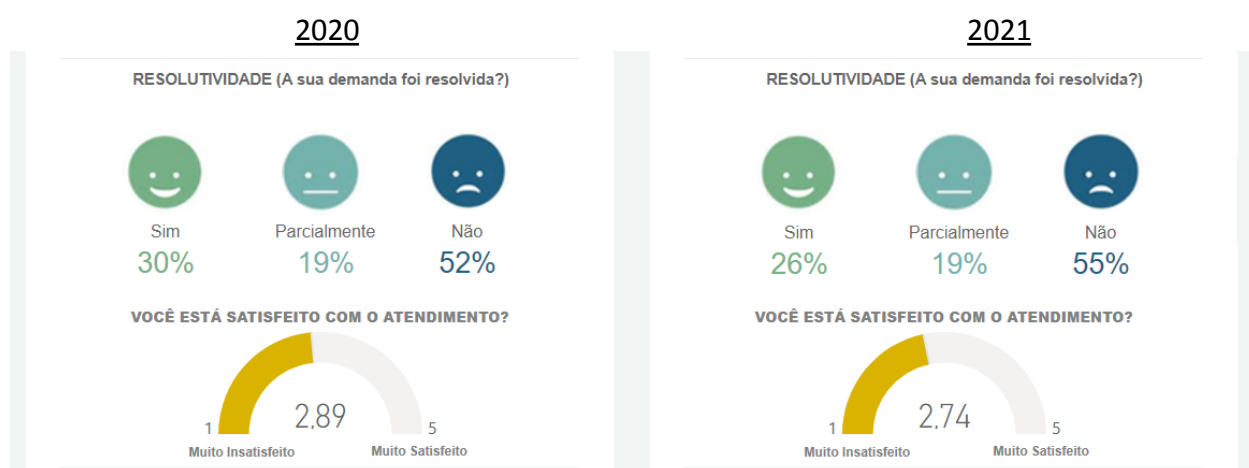 2020
RESOLUTIVIDADE (A sua demanda foi resolvida?)
Sim Parcialmente Não
30% 19% 52%
VOCÊ ESTÁ SATISFEITO COM O ATENDIMENTO?
2,89
1 5
Muito Insatisfeito Muito Satisfeito
2021
RESOLUTIVIDADE (A sua demanda foi resolvida?)
Sim Parcialmente Não
26% 19% 55%
VOCÊ ESTÁ SATISFEITO COM O ATENDIMENTO?
2,74
1 5
Muito Insatisfeito Muito Satisfeito